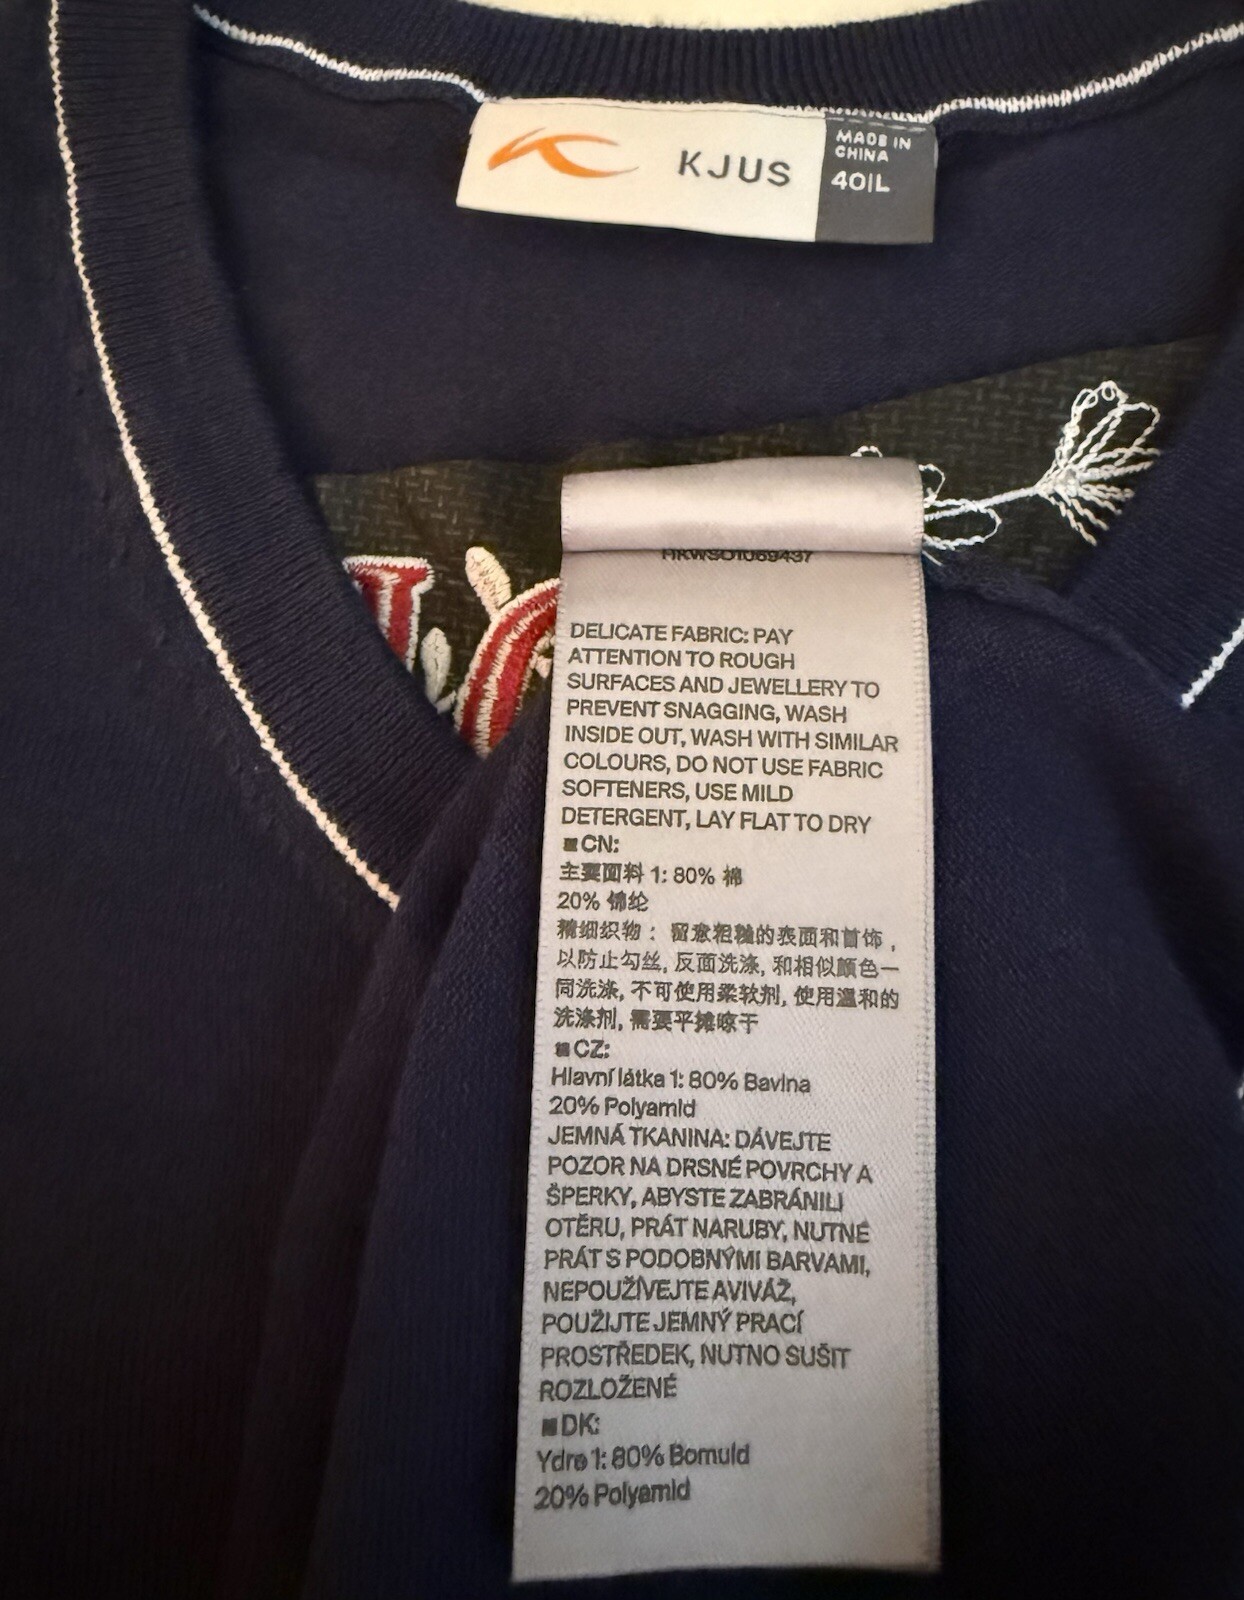 KJUS
MADE IN
CHINA
40|L
DELICATE FABRIC: PAY
ATTENTION TO ROUGH
SURFACES AND JEWELLERY TO
PREVENT SNAGGING, WASH
INSIDE OUT, WASH WITH SIMILAR
COLOURS, DO NOT USE FABRIC
SOFTENERS, USE MILD
DETERGENT, LAY FLAT TO DRY
CN:
主要面料 1: 80% 棉
20% 锦纶
精细织物： 留意粗糙的表面和首饰，
以防止勾丝, 反面洗涤, 和相似颜色一
同洗涤, 不可使用柔软剂, 使用温和的
洗涤剂, 需要平摊晾干
CZ:
Hlavní látka 1: 80% Bavlna
20% Polyamid
JEMNÁ TKANINA: DÁVEJTE
POZOR NA DRSNÉ POVRCHY A
ŠPERKY, ABYSTE ZABRÁNILI
OTĚRU, PRÁT NARUBY, NUTNÉ
PRÁT S PODOBNÝMI BARVAMI,
NEPOUŽÍVEJTE AVIVÁŽ,
POUŽIJTE JEMNÝ PRACÍ
PROSTŘEDEK, NUTNO SUŠIT
ROZLOŽENÉ
DK:
Ydre 1: 80% Bomuld
20% Polyamid